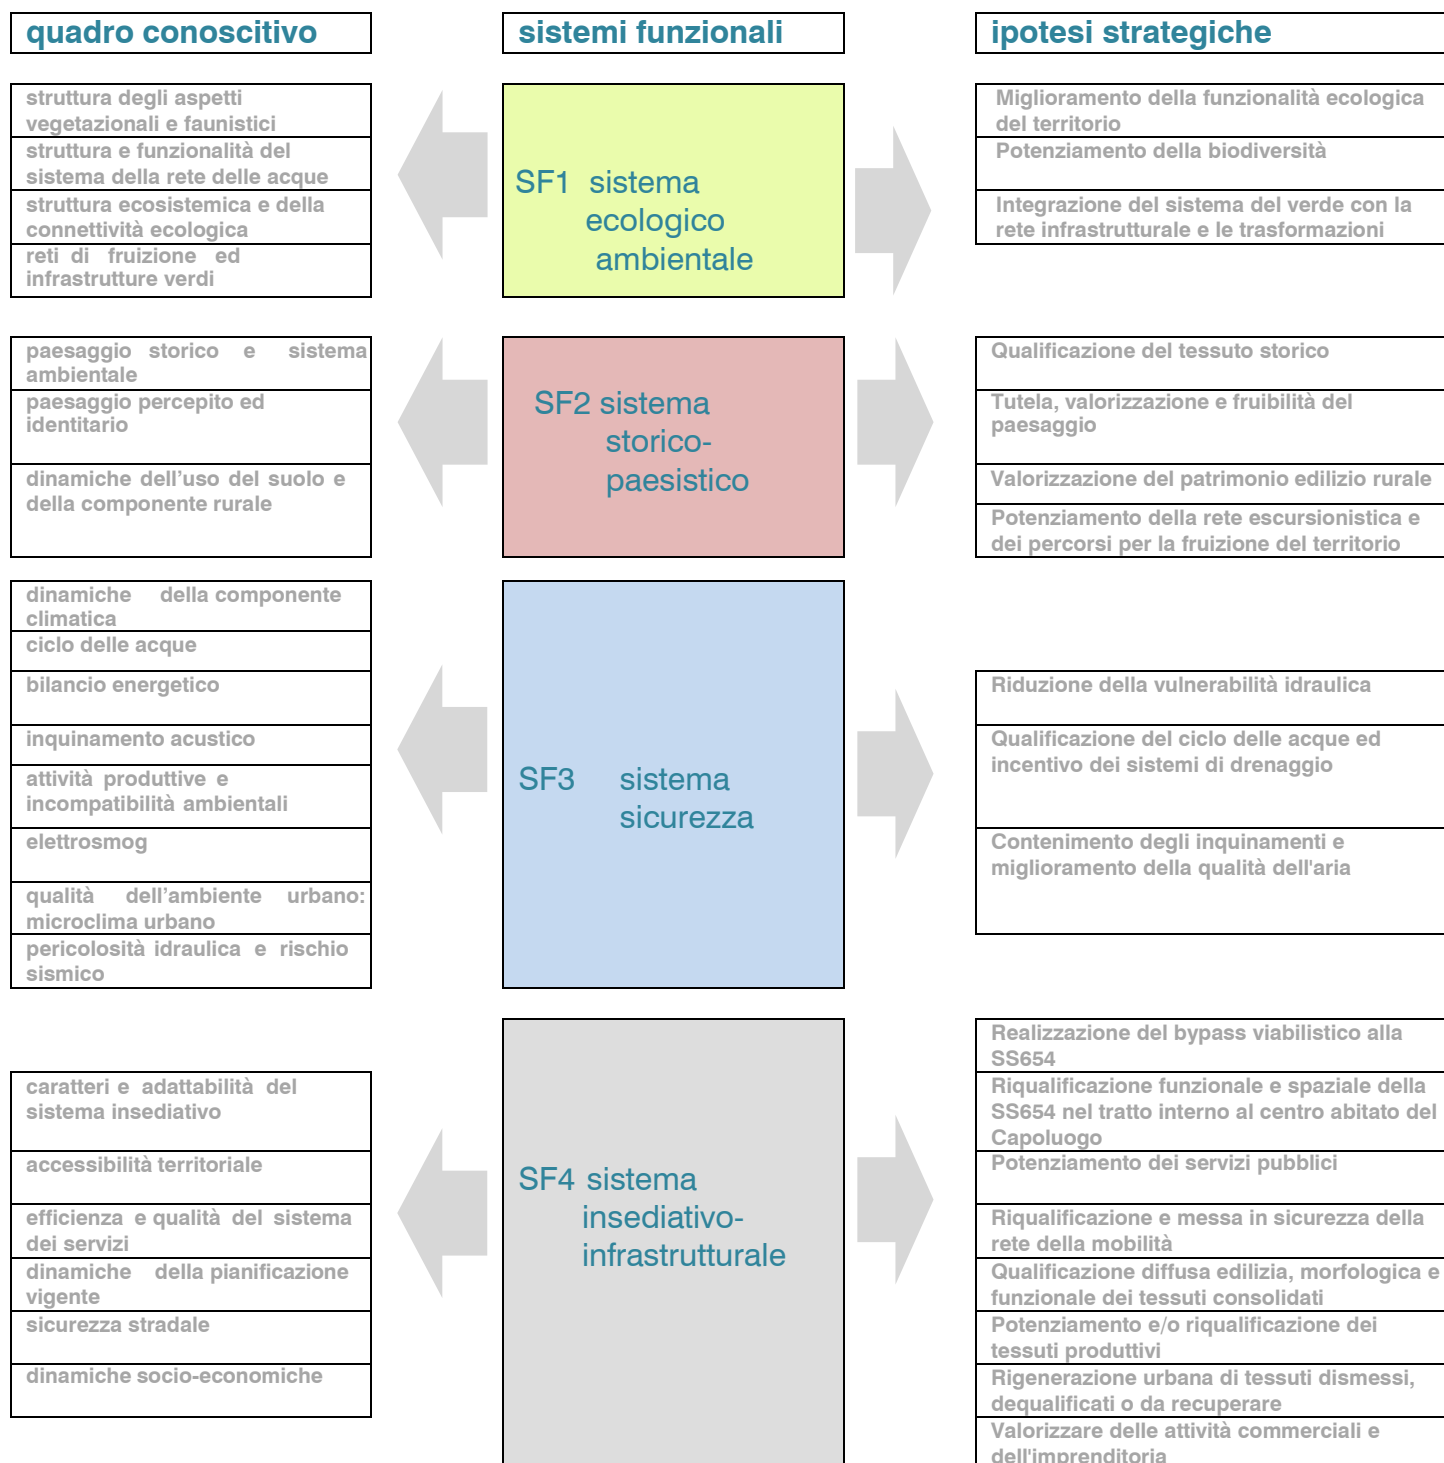 quadro conoscitivo
sistemi funzionali
ipotesi strategiche
struttura degli aspetti
vegetazionali e faunistici
struttura e funzionalità del
sistema della rete delle acque
struttura ecosistemica e della
connettività ecologica
reti di fruizione ed
infrastrutture verdi
SF1 sistema
ecologico
ambientale
Miglioramento della funzionalità ecologica
del territorio
Potenziamento della biodiversità
Integrazione del sistema del verde con la
rete infrastrutturale e le trasformazioni
paesaggio storico e sistema
ambientale
paesaggio percepito ed
identitario
dinamiche dell’uso del suolo e
della componente rurale
SF2 sistema
storico-
paesistico
Qualificazione del tessuto storico
Tutela, valorizzazione e fruibilità del
paesaggio
Valorizzazione del patrimonio edilizio rurale
Potenziamento della rete escursionistica e
dei percorsi per la fruizione del territorio
dinamiche della componente
climatica
ciclo delle acque
bilancio energetico
inquinamento acustico
attività produttive e
incompatibilità ambientali
elettrosmog
qualità dell’ambiente urbano:
microclima urbano
pericolosità idraulica e rischio
sismico
SF3 sistema
sicurezza
Riduzione della vulnerabilità idraulica
Qualificazione del ciclo delle acque ed
incentivo dei sistemi di drenaggio
Contenimento degli inquinamenti e
miglioramento della qualità dell'aria
caratteri e adattabilità del
sistema insediativo
accessibilità territoriale
efficienza e qualità del sistema
dei servizi
dinamiche della pianificazione
vigente
sicurezza stradale
dinamiche socio-economiche
SF4 sistema
insediativo-
infrastrutturale
Realizzazione del bypass viabilistico alla
SS654
Riqualificazione funzionale e spaziale della
SS654 nel tratto interno al centro abitato del
Capoluogo
Potenziamento dei servizi pubblici
Riqualificazione e messa in sicurezza della
rete della mobilità
Qualificazione diffusa edilizia, morfologica e
funzionale dei tessuti consolidati
Potenziamento e/o riqualificazione dei
tessuti produttivi
Rigenerazione urbana di tessuti dismessi,
dequalificati o da recuperare
Valorizzare delle attività commerciali e
dell'imprenditoria